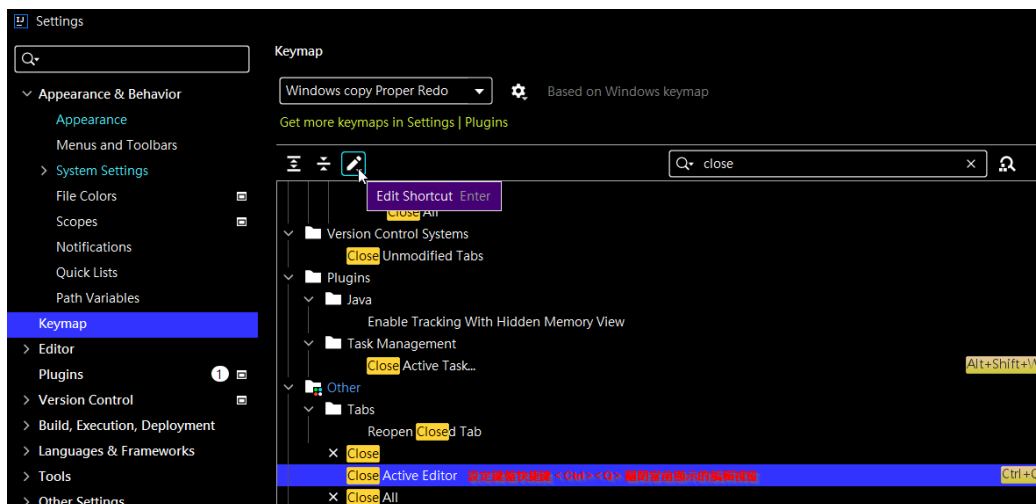 Settings
Keymap
Appearance & Behavior
Windows copy Proper Redo
Based on Windows keymap
Appearance
Get more keymaps in Settings | Plugins
Menus and Toolbars
System Settings
close
File Colors
Edit Shortcut Enter
Close All
Scopes
Version Control Systems
Notifications
Close Unmodified Tabs
Quick Lists
Plugins
Path Variables
Java
Keymap
Enable Tracking With Hidden Memory View
Editor
Task Management
Plugins 1
Close Active Task... Alt+Shift+W
Version Control
Other
Build, Execution, Deployment
Tabs
Reopen Closed Tab
Languages & Frameworks
Close
Tools
Close Active Editor <Ctrl><Q> Ctrl+Q
Other Settings
Close All